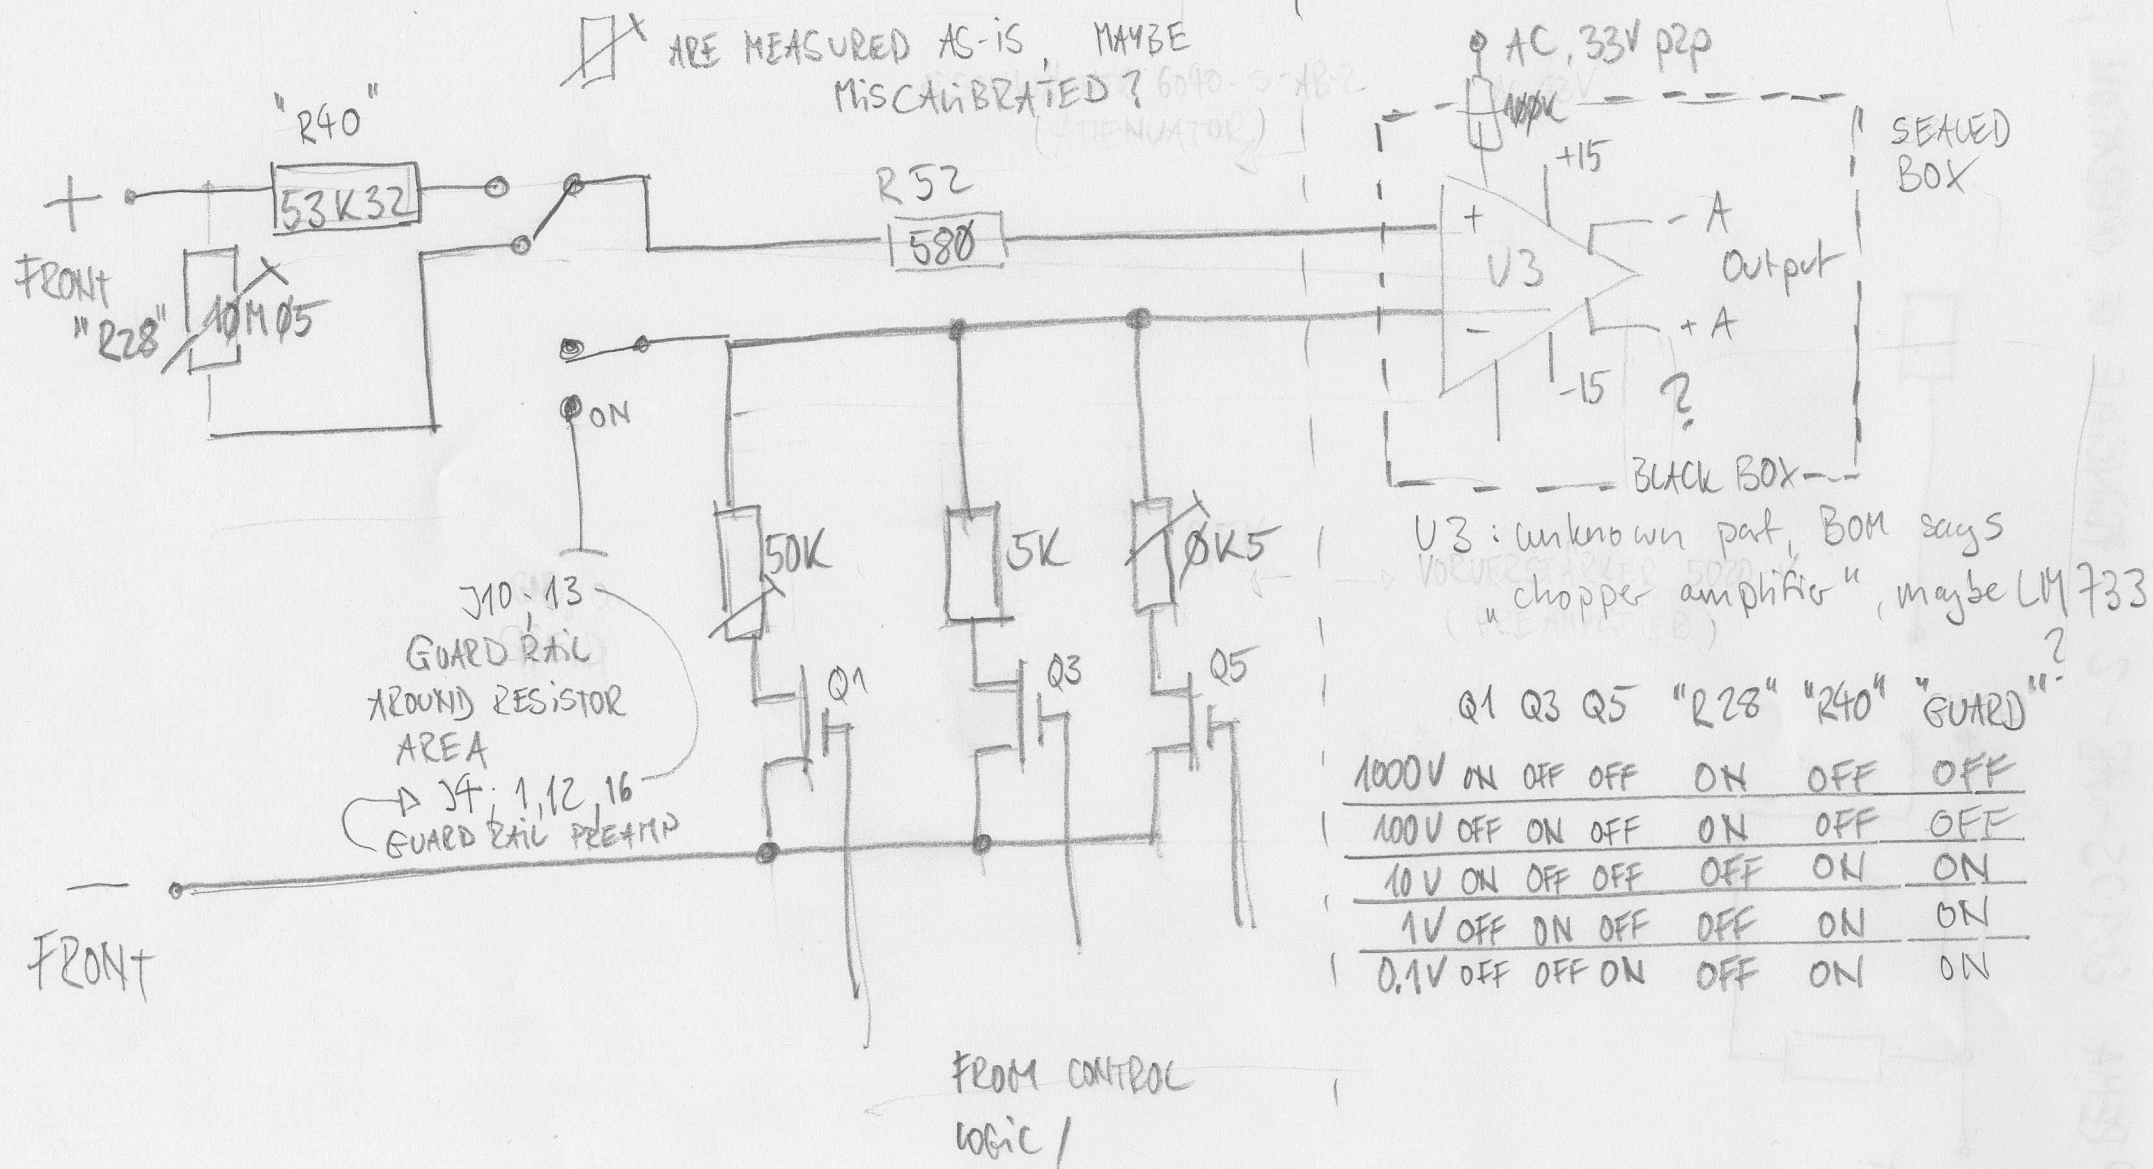 ARE MEASURED AS-IS, MAYBE
MISCALIBRATED?
"R40"
53K32
+
FRONT
"R28"
10M05
R52
580
AC, 33V p2p
100K
SEALED
BOX
+15
+
U3
-
- A
Output
+ A
-15
?
BLACK BOX
ON
50K
5K
0K5
J10; 13
GUARD RAIL
AROUND RESISTOR
AREA
J4; 1,12,16
GUARD RAIL PREAMP
Q1
Q3
Q5
—
FRONT
FROM CONTROL
LOGIC /
U3: unknown part, BOM says
"chopper amplifier", maybe LM733
?
Q1 Q3 Q5 "R28" "R40" "GUARD"
1000V ON OFF OFF ON OFF OFF
100V OFF ON OFF ON OFF OFF
10V ON OFF OFF OFF ON ON
1V OFF ON OFF OFF ON ON
0.1V OFF OFF ON OFF ON ON